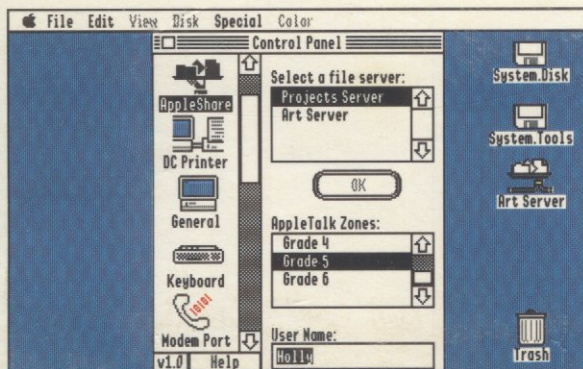 File Edit View Disk Special Color
Control Panel
AppleShare
DC Printer
General
Keyboard
Modem Port
v1.0 Help
Select a file server:
Projects Server
Art Server
OK
AppleTalk Zones:
Grade 4
Grade 5
Grade 6
User Name:
Holly
System.Disk
System.Tools
Art Server
Trash